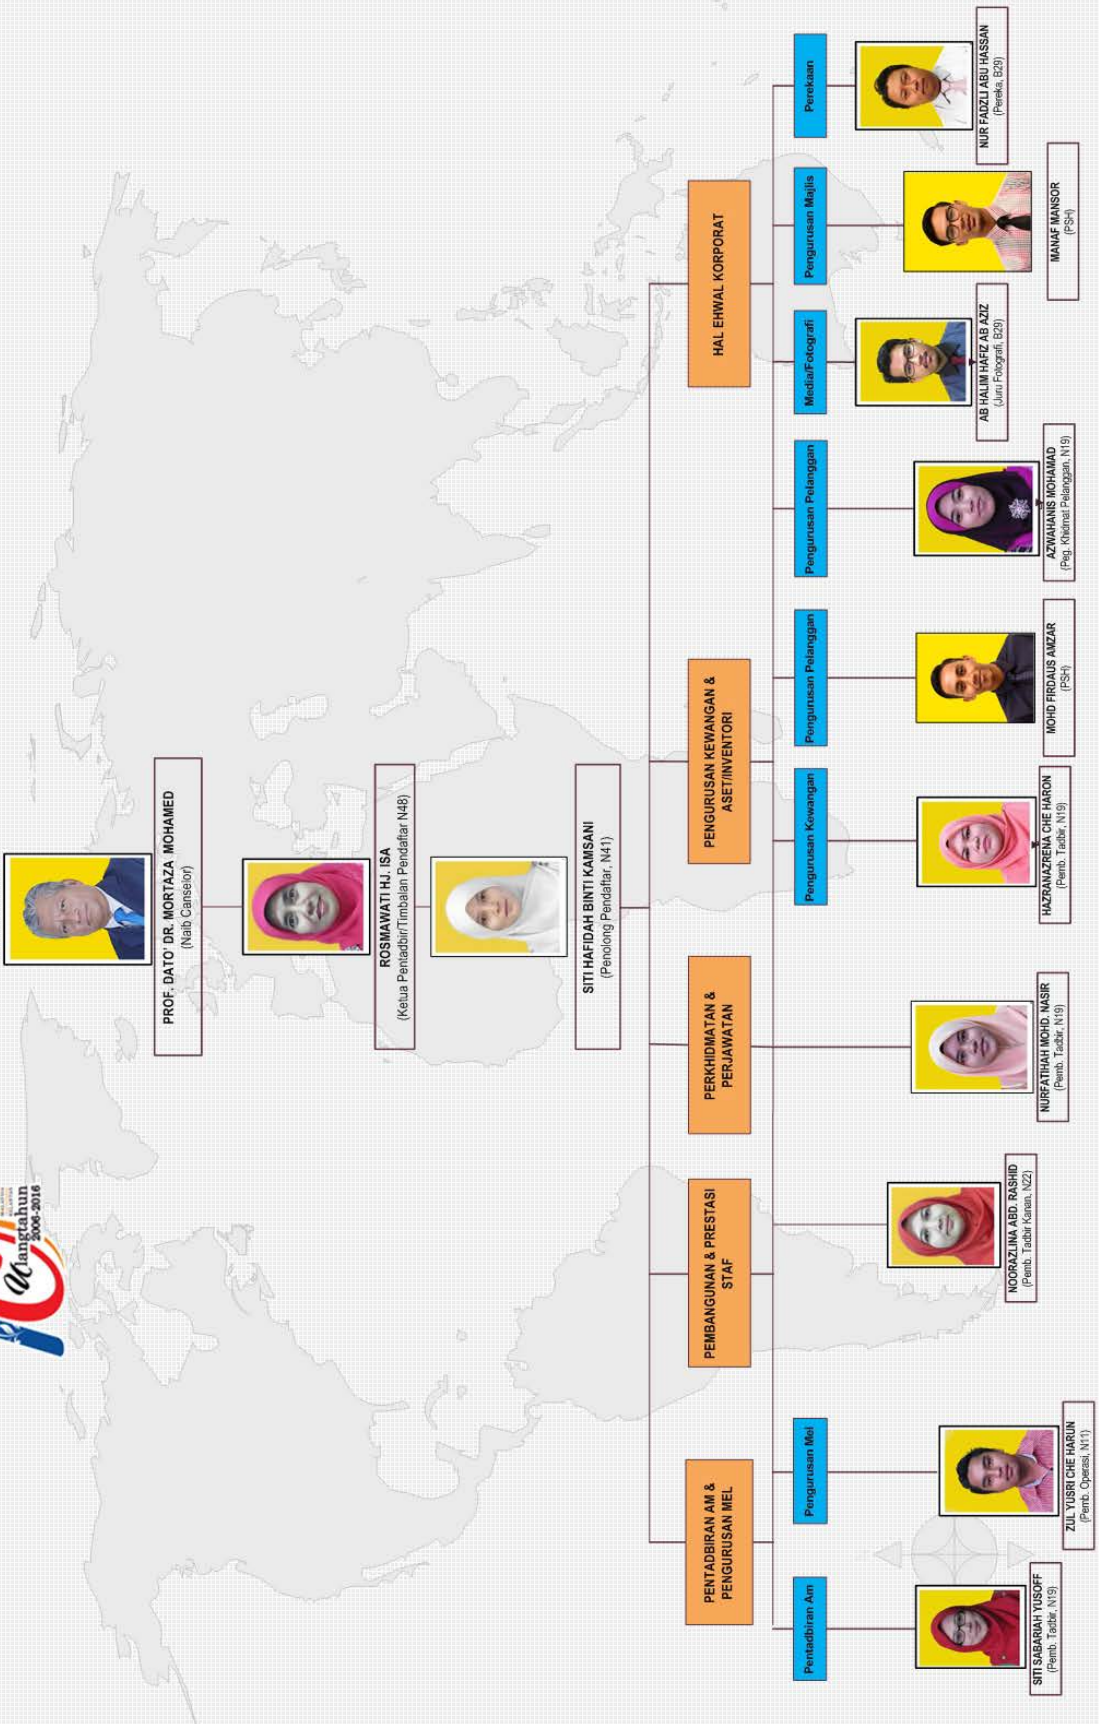 Ulangtahun
2006-2016
PROF. DATO' DR. MORTAZA MOHAMED
(Naib Canselor)
ROSMAWATI HJ. ISA
(Ketua Pentadbir/Timbalan Pendaftar N48)
SITI HAFIDAH BINTI KAMSANI
(Penolong Pendaftar, N41)
PENTADBIRAN AM &
PENGURUSAN MEL
PEMBANGUNAN & PRESTASI
STAF
PERKHIDMATAN &
PERJAWATAN
PENGURUSAN KEWANGAN &
ASET/INVENTORI
HAL EHWAL KORPORAT
Pentadbiran Am
Pengurusan Mel
Pengurusan Kewangan
Pengurusan Pelanggan
Pengurusan Pelanggan
Media/Fotografi
Pengurusan Majlis
Perekaan
SITI SABARIAH YUSOFF
(Pemb. Tadbir, N19)
ZUL YUSRI CHE HARUN
(Pemb. Operasi, N11)
NOORAZLINA ABD. RASHID
(Pemb. Tadbir Kanan, N22)
NURFATIHAH MOHD. NASIR
(Pemb. Tadbir, N19)
HAZRANAZRENA CHE HARON
(Pemb. Tadbir, N19)
MOHD FIRDAUS AMZAR
(PSH)
AZWAHANIS MOHAMAD
(Peg. Khidmat Pelanggan, N19)
AB HALIM HAFIZ AB AZIZ
(Juru Fotografi, B29)
MANAF MANSOR
(PSH)
NUR FADZLI ABU HASSAN
(Pereka, B29)